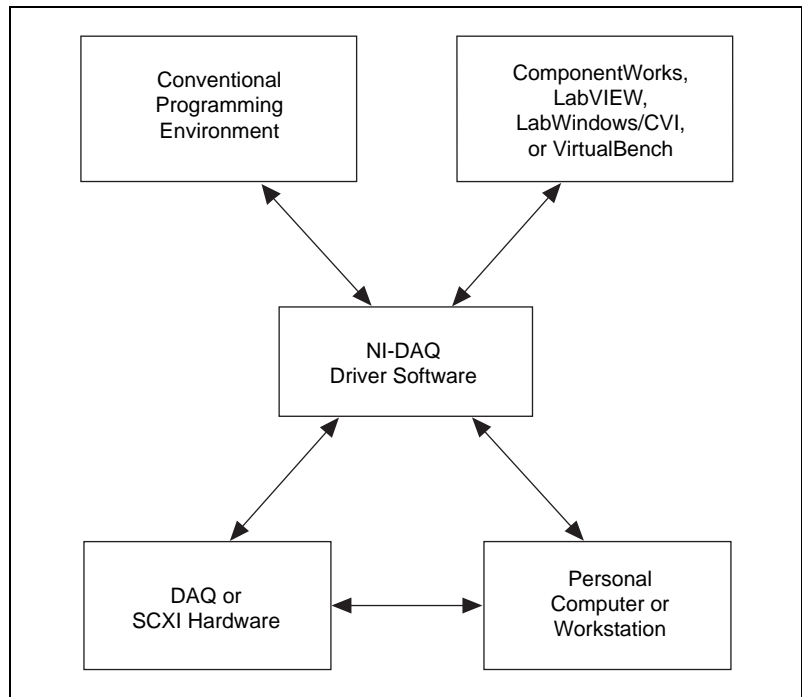 Conventional
Programming
Environment
ComponentWorks,
LabVIEW,
LabWindows/CVI,
or VirtualBench
NI-DAQ
Driver Software
DAQ or
SCXI Hardware
Personal
Computer or
Workstation